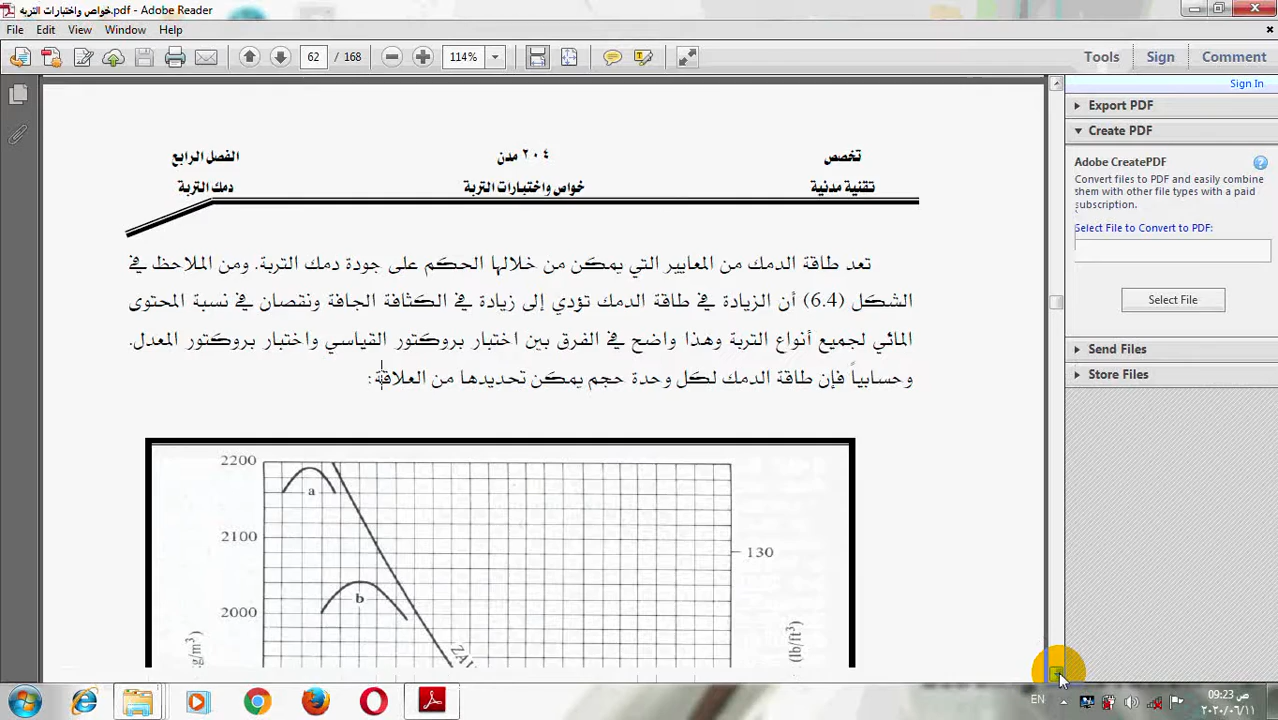 خواص واختبارات التربه.pdf - Adobe Reader
File Edit View Window Help
62 / 168 114% Tools Sign Comment
Sign In
Export PDF
Create PDF
Adobe CreatePDF
Convert files to PDF and easily combine
them with other file types with a paid
subscription.
Select File to Convert to PDF:
Select File
Send Files
Store Files
تخصص ٢٠٤ مدن الفصل الرابع
تقنية مدنية خواص واختبارات التربة دمك التربة
تعد طاقة الدمك من المعايير التي يمكن من خلالها الحكم على جودة دمك التربة. ومن الملاحظ في
الشكل (6.4) أن الزيادة في طاقة الدمك تؤدي إلى زيادة في الكثافة الجافة ونقصان في نسبة المحتوى
المائي لجميع أنواع التربة وهذا واضح في الفرق بين اختبار بروكتور القياسي واختبار بروكتور المعدل.
وحسابياً فإن طاقة الدمك لكل وحدة حجم يمكن تحديدها من العلاقة:
2200
a
2100
130
b
2000
(lb/ft³)
EN
09:23 ص
٢٠٢٠/٠٦/١١